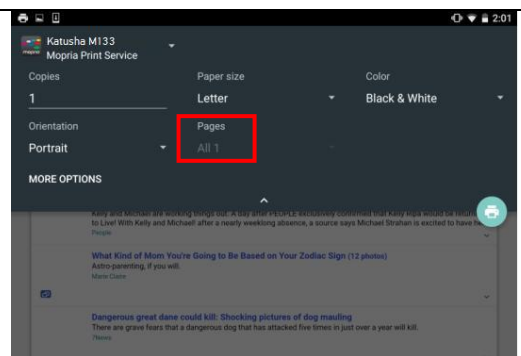 2:01
Katusha M133
mopria Mopria Print Service
Copies Paper size Color
1 Letter Black & White
Orientation Pages
Portrait All 1
MORE OPTIONS
Kelly and Michael are working things out. A day after PEOPLE exclusively confirmed that Kelly Ripa would be return
to Live! With Kelly and Michael! after a nearly weeklong absence, a source says Michael Strahan is excited to have he
People
What Kind of Mom You're Going to Be Based on Your Zodiac Sign (12 photos)
Astro-parenting, if you will.
Marie Claire
Dangerous great dane could kill: Shocking pictures of dog mauling
There are grave fears that a dangerous dog that has attacked five times in just over a year will kill.
7News